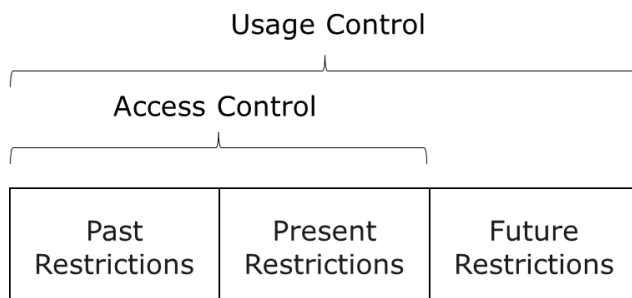 Usage Control
Access Control
Past
Restrictions
Present
Restrictions
Future
Restrictions